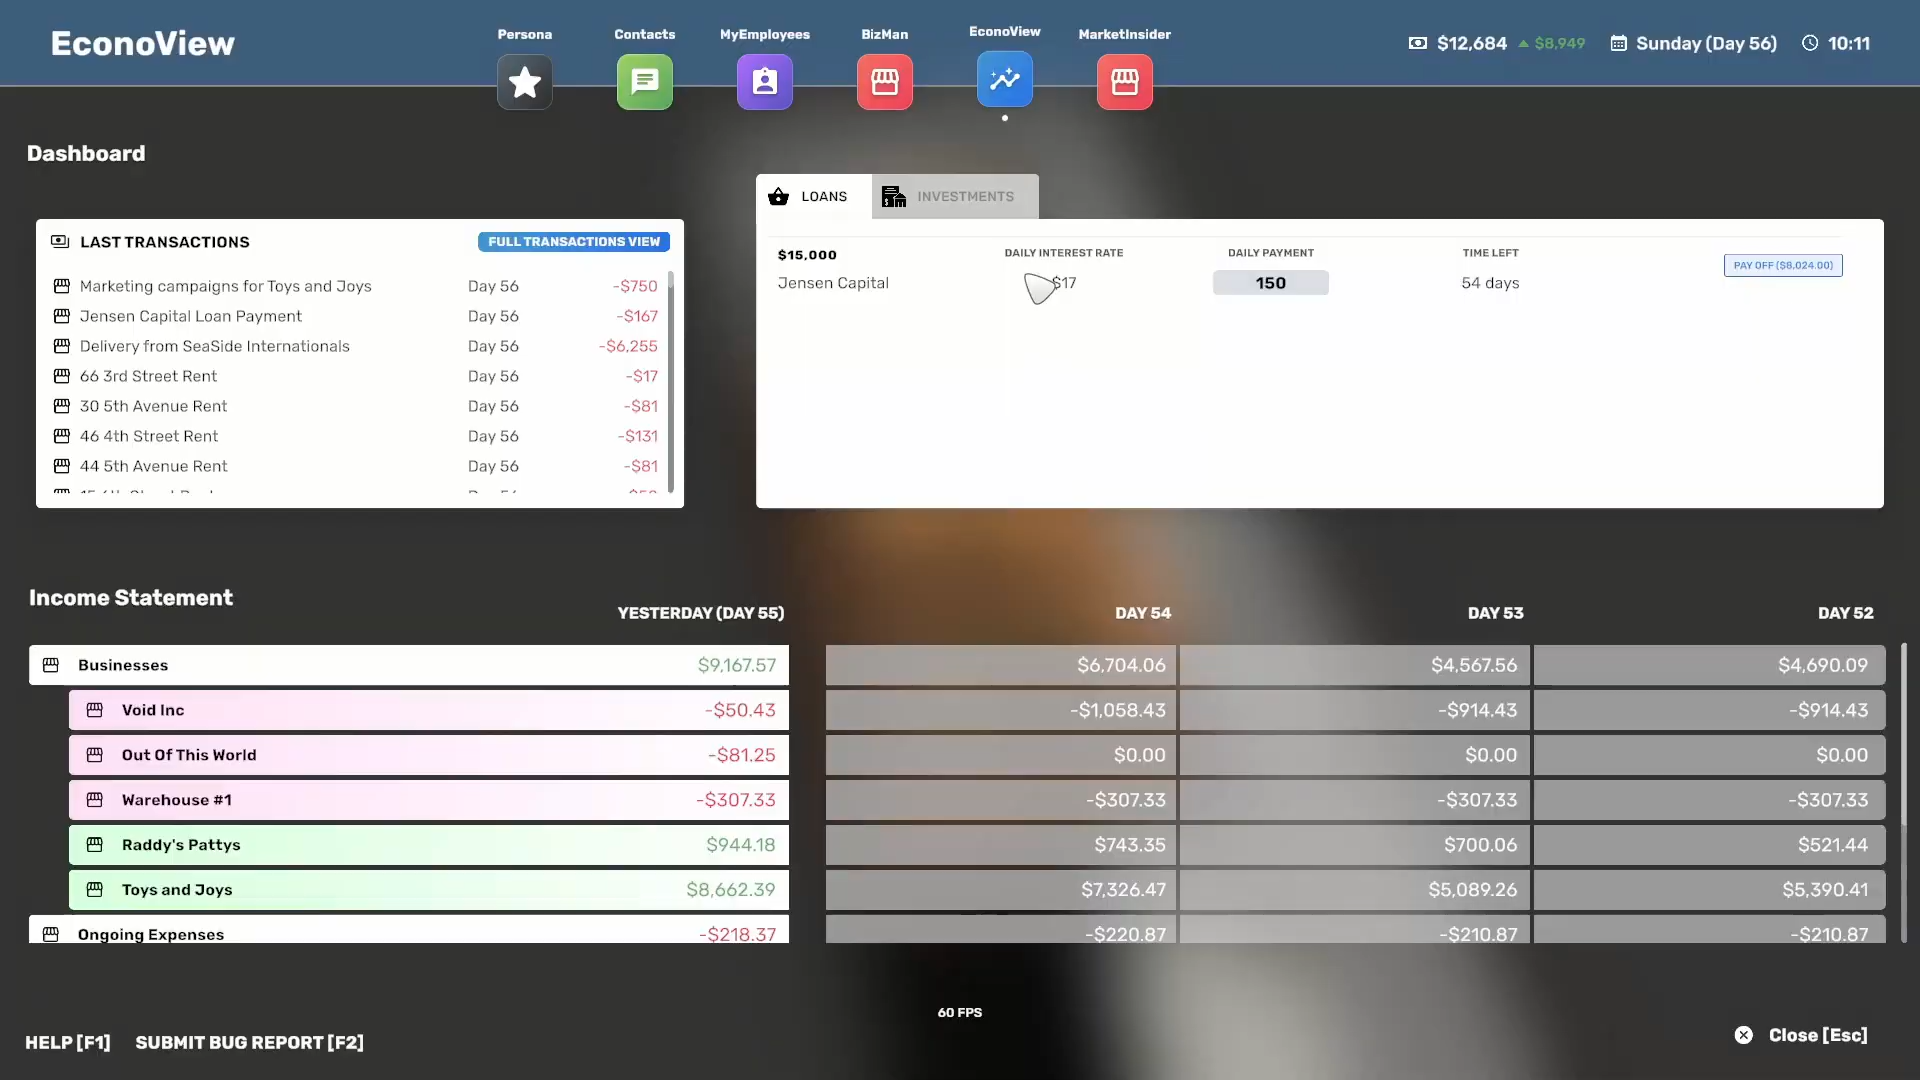 EconoView
Persona
Contacts
MyEmployees
BizMan
EconoView
MarketInsider
$12,684 $8,949 Sunday (Day 56) 10:11
Dashboard
LOANS INVESTMENTS
LAST TRANSACTIONS FULL TRANSACTIONS VIEW
Marketing campaigns for Toys and Joys Day 56 -$750
Jensen Capital Loan Payment Day 56 -$167
Delivery from SeaSide Internationals Day 56 -$6,255
66 3rd Street Rent Day 56 -$17
30 5th Avenue Rent Day 56 -$81
46 4th Street Rent Day 56 -$131
44 5th Avenue Rent Day 56 -$81
$15,000 DAILY INTEREST RATE DAILY PAYMENT TIME LEFT
PAY OFF ($8,024.00)
Jensen Capital $17 150 54 days
Income Statement
YESTERDAY (DAY 55) DAY 54 DAY 53 DAY 52
Businesses $9,167.57 $6,704.06 $4,567.56 $4,690.09
Void Inc -$50.43 -$1,058.43 -$914.43 -$914.43
Out Of This World -$81.25 $0.00 $0.00 $0.00
Warehouse #1 -$307.33 -$307.33 -$307.33 -$307.33
Raddy's Pattys $944.18 $743.35 $700.06 $521.44
Toys and Joys $8,662.39 $7,326.47 $5,089.26 $5,390.41
Ongoing Expenses -$218.37 -$220.87 -$210.87 -$210.87
60 FPS
HELP [F1] SUBMIT BUG REPORT [F2]
Close [Esc]